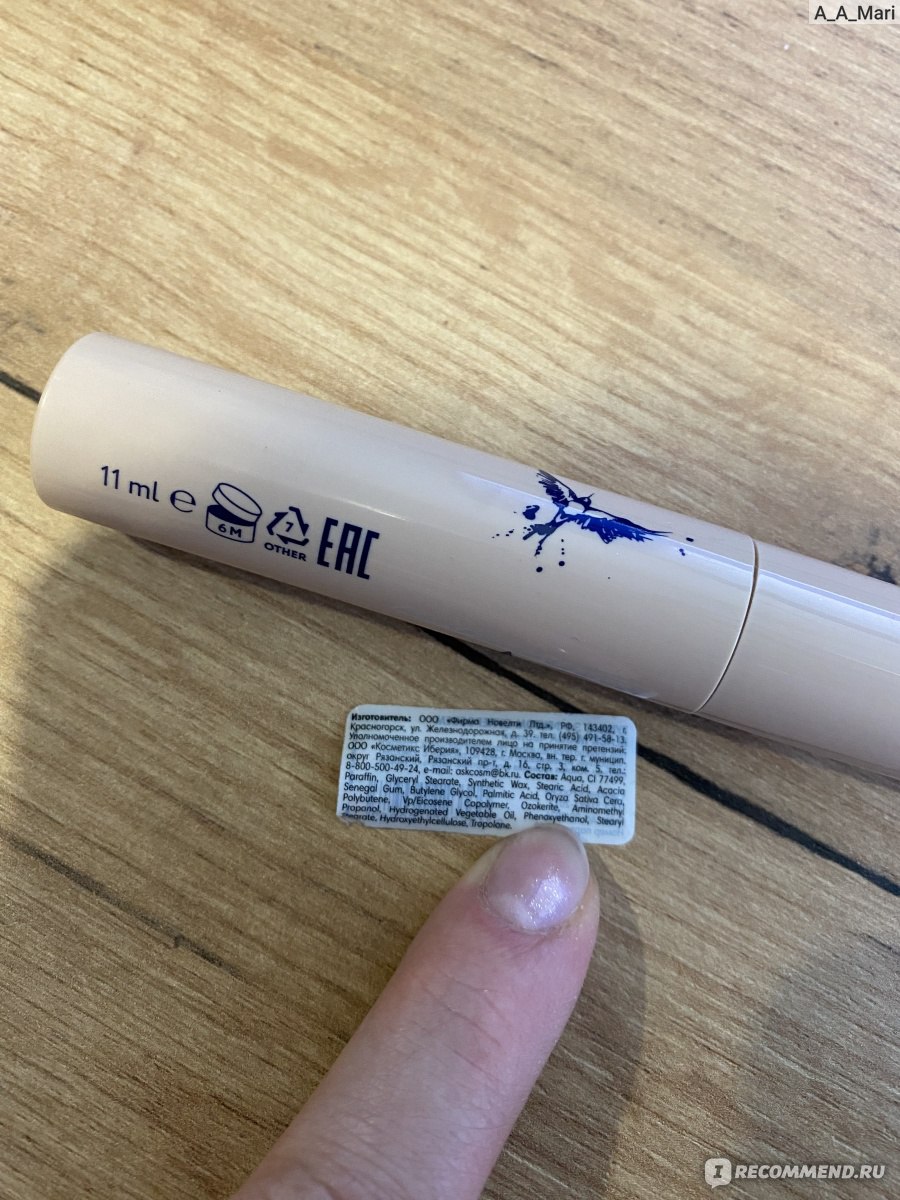 A_A_Mari
11 ml e
6M
7
OTHER
EAC
Изготовитель: ООО «Фирма Новелти Лтд.», РФ, 143402, г.
Красногорск, ул. Железнодорожная, д. 39. тел. (495) 491-58-13.
Уполномоченное производителем лицо на принятие претензий:
ООО «Косметикс Иберия», 109428, г. Москва, вн. тер. г. муницип.
округ Рязанский, Рязанский пр-т, д. 16, стр. 3, ком. 5, тел.:
8-800-500-49-24, e-mail: askcosm@bk.ru. Состав: Aqua, CI 77499,
Paraffin, Glyceryl Stearate, Synthetic Wax, Stearic Acid, Acacia
Senegal Gum, Butylene Glycol, Palmitic Acid, Oryza Sativa Cera,
Polybutene, Vp/Eicosene Copolymer, Ozokerite, Aminomethyl
Propanol, Hydrogenated Vegetable Oil, Phenoxyethanol, Stearyl
Stearate, Hydroxyethylcellulose, Tropolone.
IRECOMMEND.RU